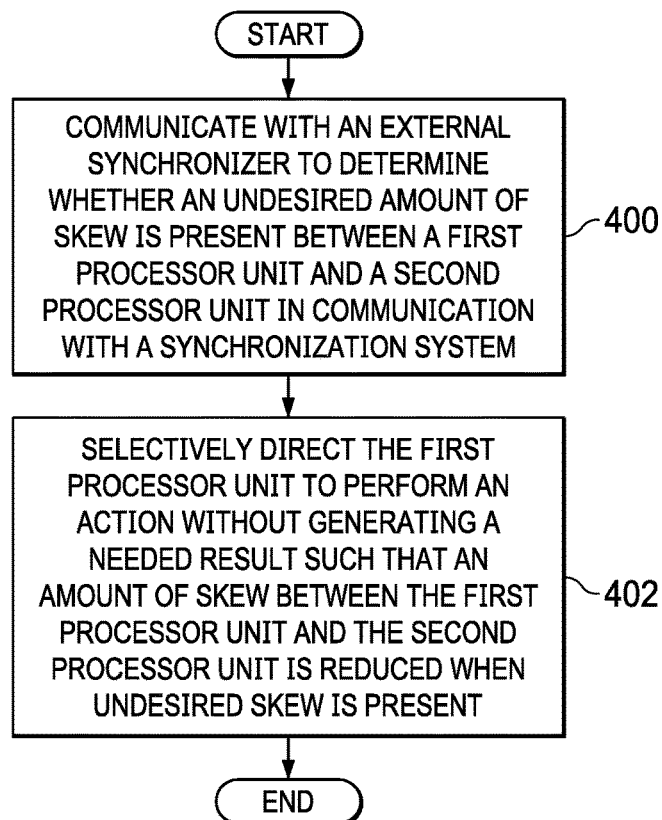 START
COMMUNICATE WITH AN EXTERNAL
SYNCHRONIZER TO DETERMINE
WHETHER AN UNDESIRED AMOUNT OF
SKEW IS PRESENT BETWEEN A FIRST
PROCESSOR UNIT AND A SECOND
PROCESSOR UNIT IN COMMUNICATION
WITH A SYNCHRONIZATION SYSTEM
400
SELECTIVELY DIRECT THE FIRST
PROCESSOR UNIT TO PERFORM AN
ACTION WITHOUT GENERATING A
NEEDED RESULT SUCH THAT AN
AMOUNT OF SKEW BETWEEN THE FIRST
PROCESSOR UNIT AND THE SECOND
PROCESSOR UNIT IS REDUCED WHEN
UNDESIRED SKEW IS PRESENT
402
END